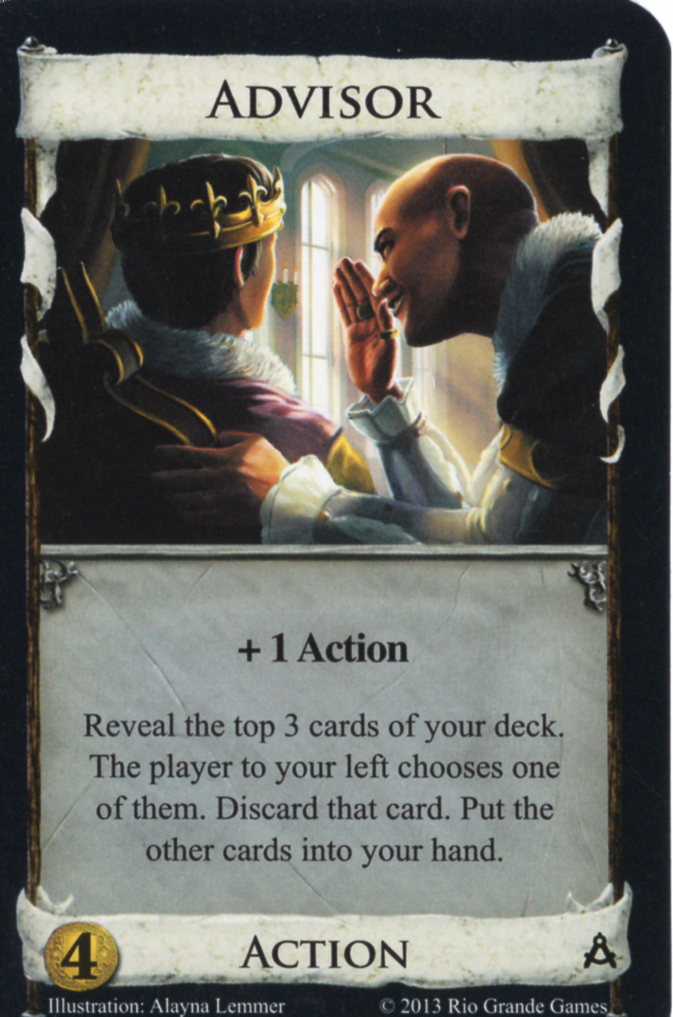 ADVISOR
+ 1 Action
Reveal the top 3 cards of your deck.
The player to your left chooses one
of them. Discard that card. Put the
other cards into your hand.
4
ACTION
Illustration: Alayna Lemmer
© 2013 Rio Grande Games